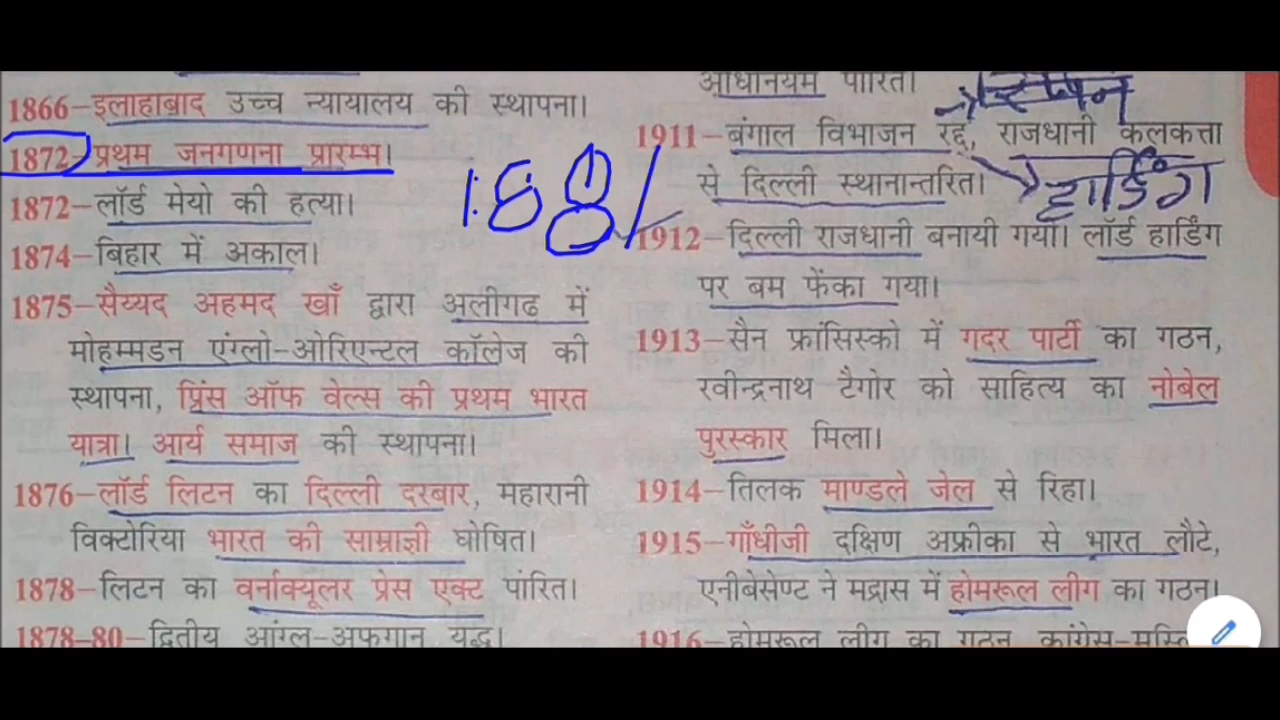 1866–इलाहाबाद उच्च न्यायालय की स्थापना।
1872–प्रथम जनगणना प्रारम्भ।
1872–लॉर्ड मेयो की हत्या।
1874–बिहार में अकाल।
1875–सैय्यद अहमद खाँ द्वारा अलीगढ में
मोहम्मडन एंग्लो-ओरिएन्टल कॉलेज की
स्थापना, प्रिंस ऑफ वेल्स की प्रथम भारत
यात्रा। आर्य समाज की स्थापना।
1876–लॉर्ड लिटन का दिल्ली दरबार, महारानी
विक्टोरिया भारत की साम्राज्ञी घोषित।
1878–लिटन का वर्नाक्यूलर प्रेस एक्ट पारित।
1878-80–द्वितीय आंग्ल-अफगान युद्ध।
1881
अधिनियम पारित।
1911–बंगाल विभाजन रद्द, राजधानी कलकत्ता
से दिल्ली स्थानान्तरित।
हार्डिंग
1912–दिल्ली राजधानी बनायी गयी। लॉर्ड हार्डिंग
पर बम फेंका गया।
1913–सैन फ्रांसिस्को में गदर पार्टी का गठन,
रवीन्द्रनाथ टैगोर को साहित्य का नोबेल
पुरस्कार मिला।
1914–तिलक माण्डले जेल से रिहा।
1915–गाँधीजी दक्षिण अफ्रीका से भारत लौटे,
एनीबेसेण्ट ने मद्रास में होमरूल लीग का गठन।
1916–होमरूल लीग का गठन, कांग्रेस-मुस्लि